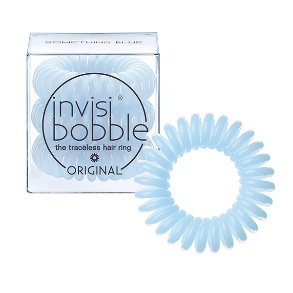 SOMETHING BLUE
invisi®
bobble
the traceless hair ring
ORIGINAL